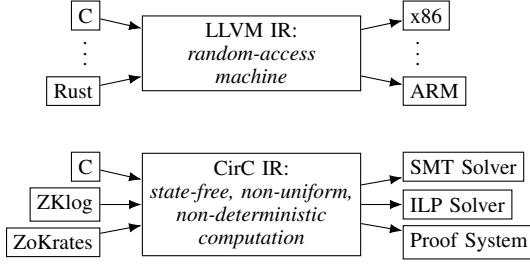 C
LLVM IR:
x86
random-access
machine
Rust
ARM
C
CirC IR:
SMT Solver
state-free, non-uniform,
ZKlog
ILP Solver
non-deterministic
ZoKrates
computation
Proof System